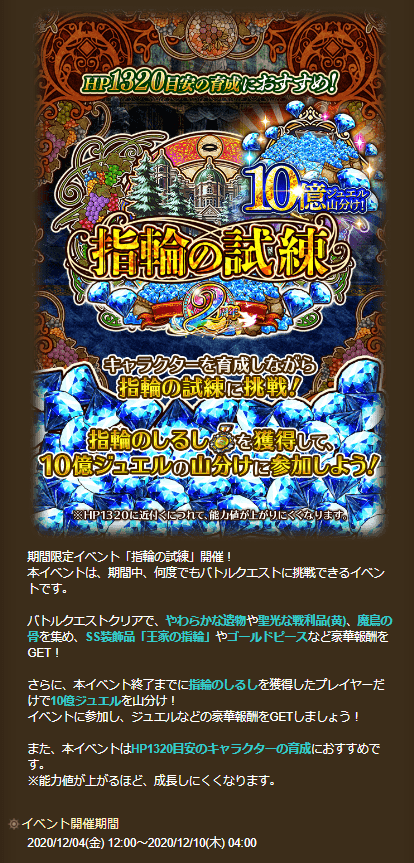 HP1320目安の育成におすすめ!
10億ジュエル山分け!
指輪の試練
2
キャラクターを育成しながら
指輪の試練に挑戦!
指輪のしるしを獲得して、
10億ジュエルの山分けに参加しよう!
※HP1320に近付くにつれて、能力値が上がりにくくなります。
期間限定イベント「指輪の試練」開催！
本イベントは、期間中、何度でもバトルクエストに挑戦できるイベン
トです。
バトルクエストクリアで、やわらかな遺物や聖光な戦利品(黄)、魔鳥の
骨を集め、SS装飾品「王家の指輪」やゴールドピースなど豪華報酬を
GET！
さらに、本イベント終了までに指輪のしるしを獲得したプレイヤーだ
けで10億ジュエルを山分け！
イベントに参加し、ジュエルなどの豪華報酬をGETしましょう！
また、本イベントはHP1320目安のキャラクターの育成におすすめで
す。
※能力値が上がるほど、成長しにくくなります。
イベント開催期間
2020/12/04(金) 12:00～2020/12/10(木) 04:00